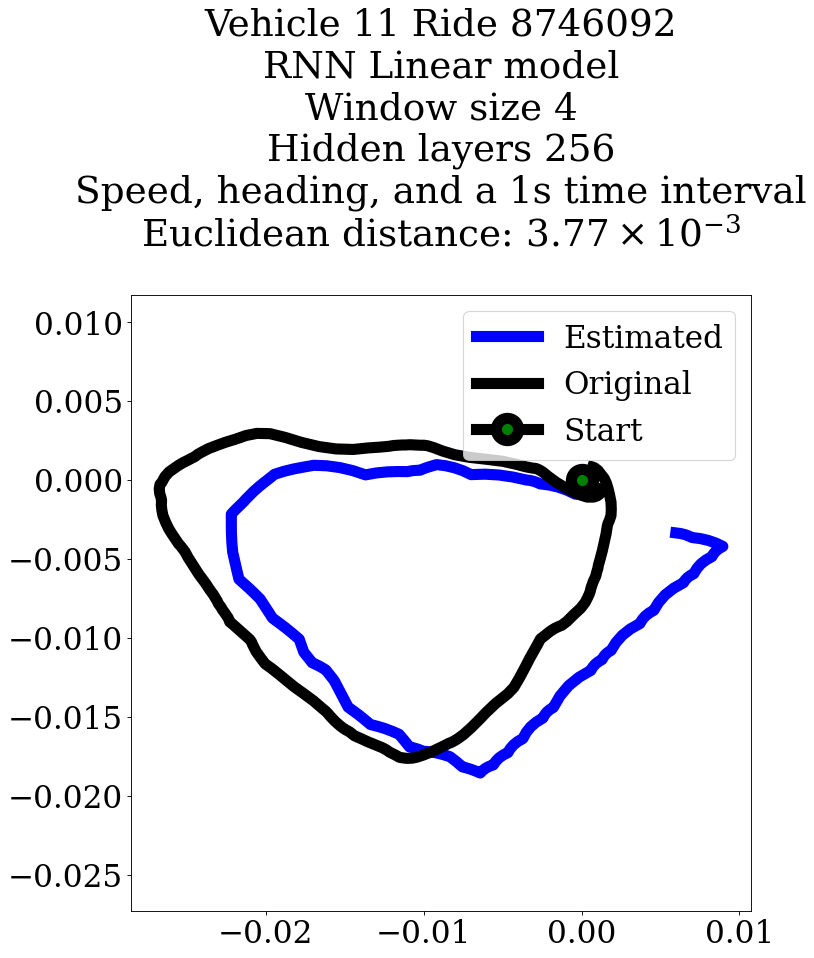 Vehicle 11 Ride 8746092
RNN Linear model
Window size 4
Hidden layers 256
Speed, heading, and a 1s time interval
Euclidean distance: 3.77 × 10⁻³
Estimated
Original
Start
0.010
0.005
0.000
−0.005
−0.010
−0.015
−0.020
−0.025
−0.02
−0.01
0.00
0.01